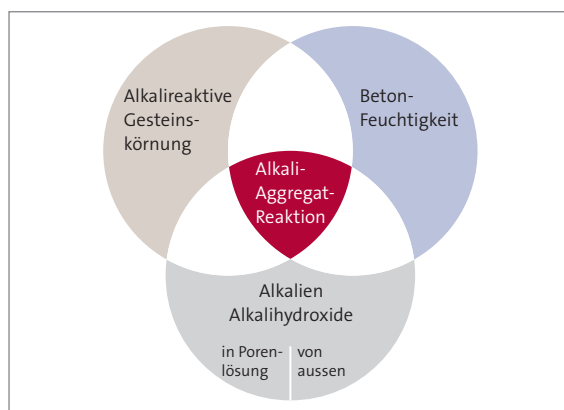 Alkalireaktive
Gesteins-
körnung
Beton-
Feuchtigkeit
Alkali-
Aggregat-
Reaktion
Alkalien
Alkalihydroxide
in Poren-
lösung
von
aussen